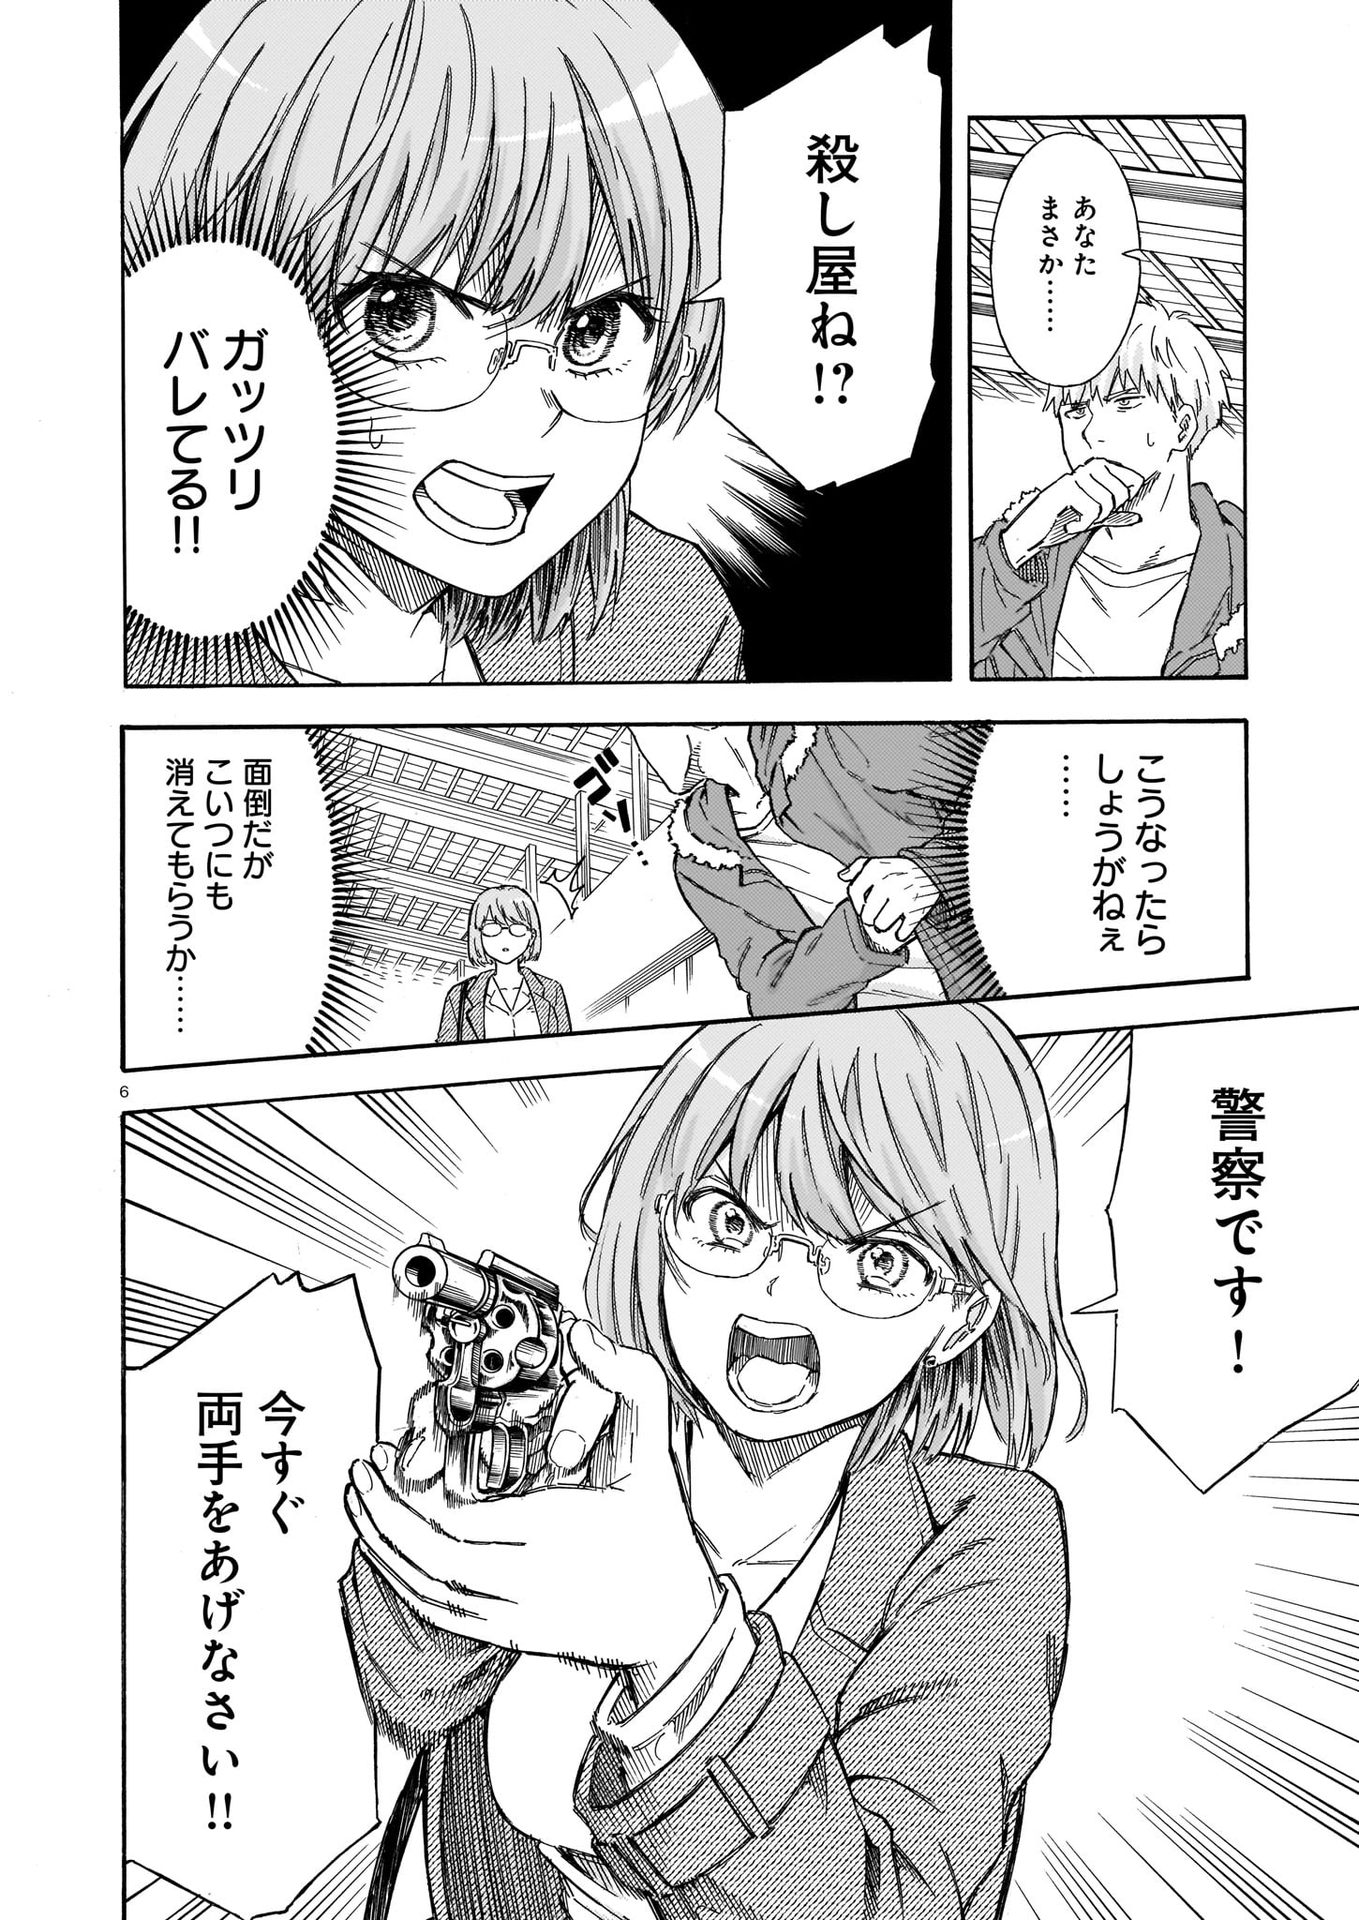 あなた
まさか……
殺し屋ね!?
ガッツリ
バレてる!!
こうなったら
しょうがねぇ
……
グン…
面倒だが
こいつにも
消えてもらうか……
6
警察です!
今すぐ
両手をあげなさい!!